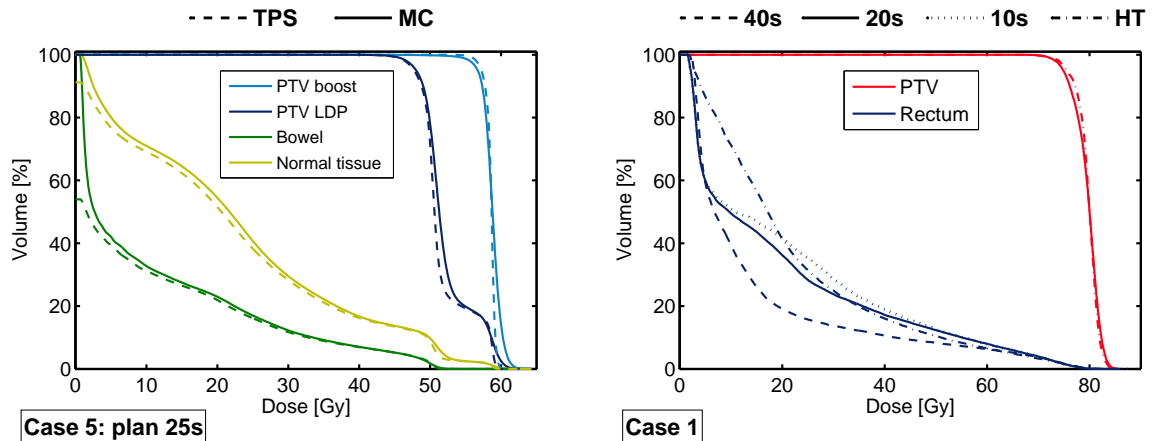 TPS MC
40s 20s 10s HT
Volume [%]
100
80
60
40
20
0
PTV boost
PTV LDP
Bowel
Normal tissue
0 10 20 30 40 50 60
Dose [Gy]
Case 5: plan 25s
Volume [%]
100
80
60
40
20
0
PTV
Rectum
0 20 40 60 80
Dose [Gy]
Case 1